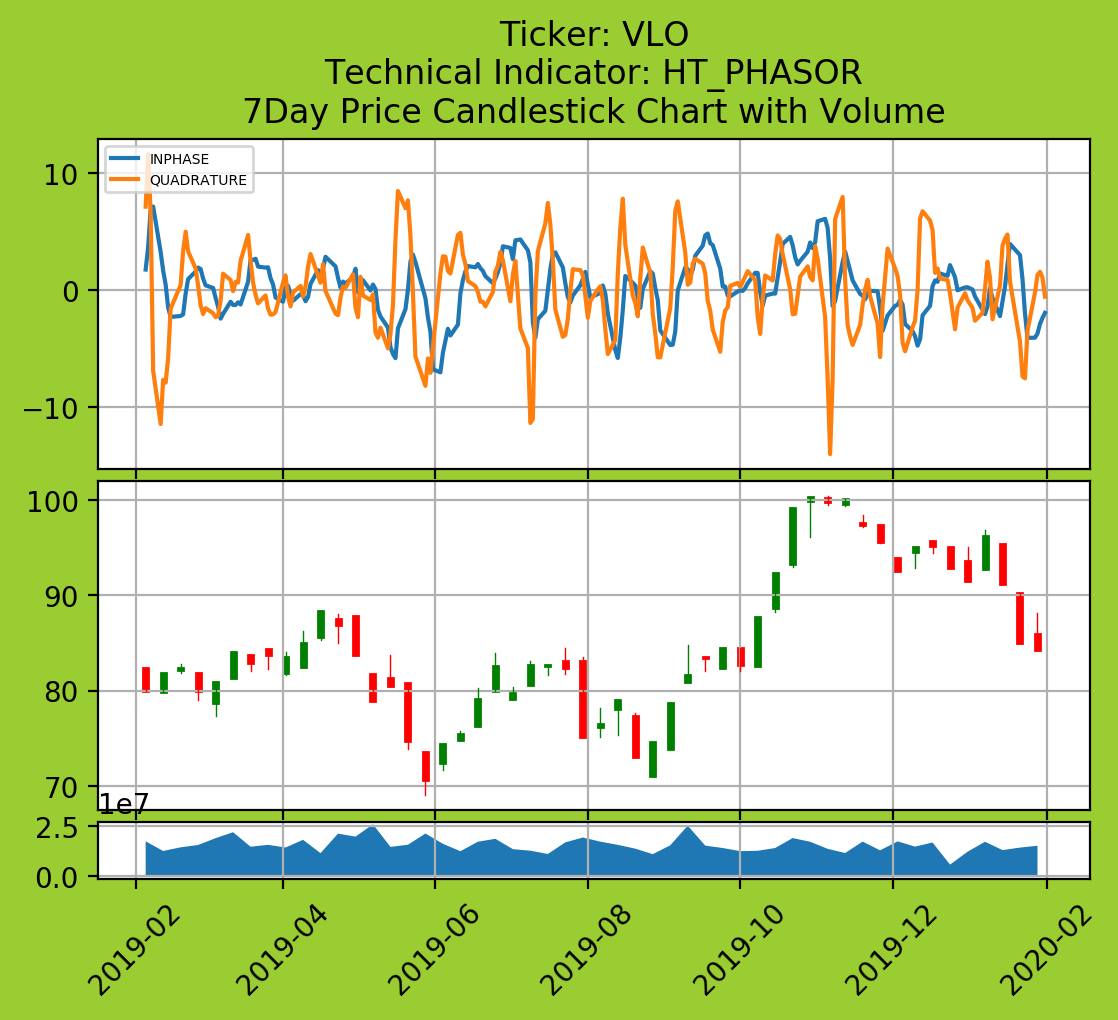 Ticker: VLO
Technical Indicator: HT_PHASOR
7Day Price Candlestick Chart with Volume
INPHASE
QUADRATURE
10
0
−10
100
90
80
70
1e7
2.5
0.0
2019-02
2019-04
2019-06
2019-08
2019-10
2019-12
2020-02